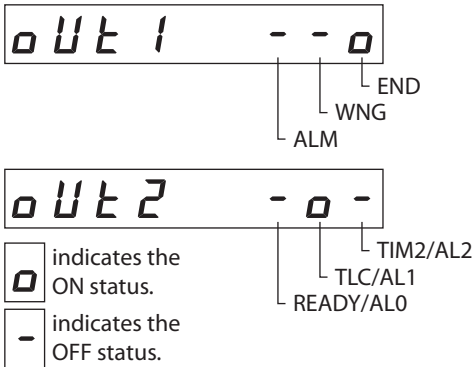 oUt1 - - o
END
WNG
ALM
oUt2 - o -
TIM2/AL2
TLC/AL1
READY/AL0
o indicates the
ON status.
- indicates the
OFF status.